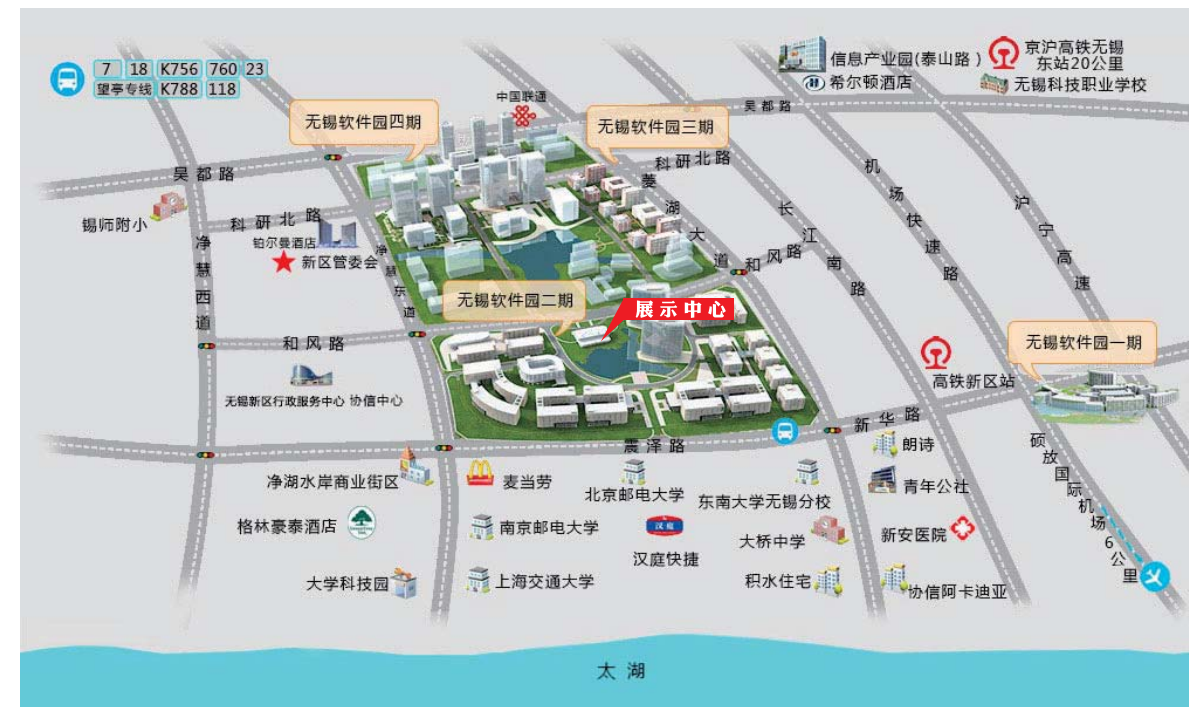 7 18 K756 760 23
望亭专线 K788 118
信息产业园(泰山路)
京沪高铁无锡
东站20公里
希尔顿酒店
无锡科技职业学校
中国联通
吴都路
无锡软件园四期
无锡软件园三期
科研北路
吴都路
菱湖大道
机场快速路
沪宁高速
长江南路
锡师附小
科研北路
铂尔曼酒店
新区管委会
净慧西道
净慧东道
和风路
无锡软件园二期
展示中心
和风路
无锡软件园一期
高铁新区站
无锡新区行政服务中心 协信中心
新华路
震泽路
朗诗
硕放国际机场6公里
净湖水岸商业街区
麦当劳
北京邮电大学
东南大学无锡分校
青年公社
格林豪泰酒店
南京邮电大学
汉庭
汉庭快捷
大桥中学
新安医院
大学科技园
上海交通大学
积水住宅
协信阿卡迪亚
太湖